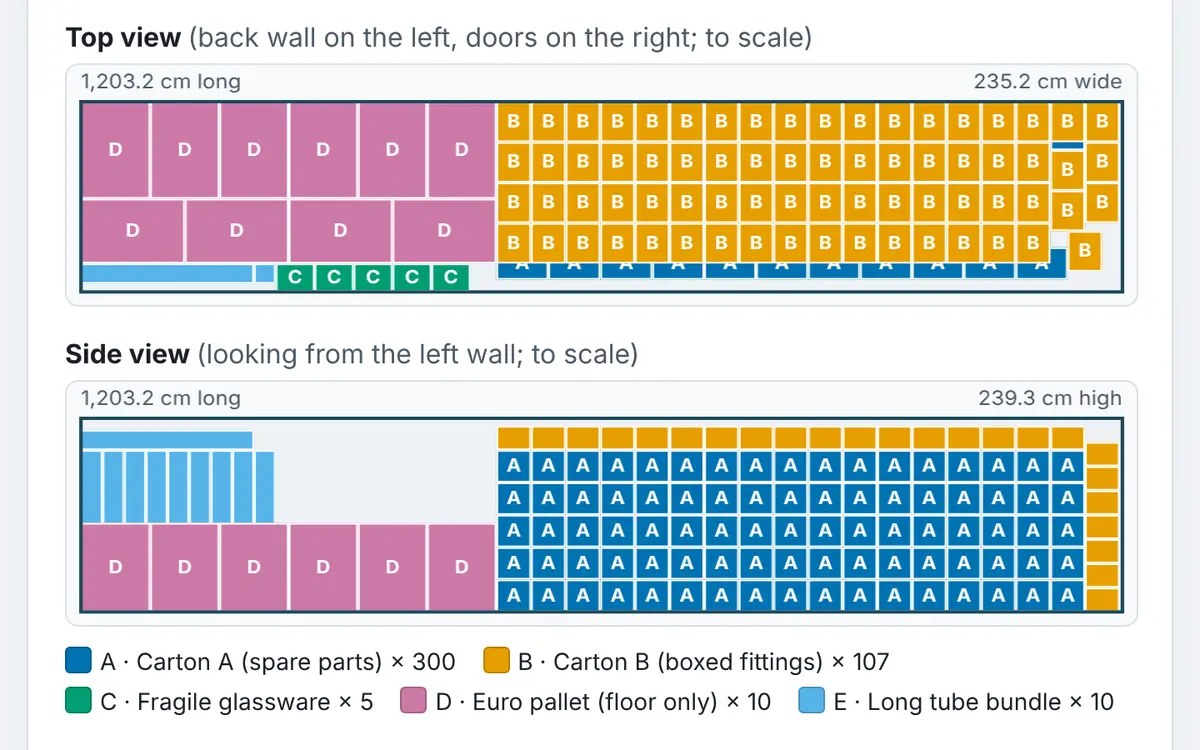 Top view (back wall on the left, doors on the right; to scale)
1,203.2 cm long 235.2 cm wide
B B B B B B B B B B B B B B B B B B
D D D D D D
B B B B B B B B B B B B B B B B B B
B B B B B B B B B B B B B B B B B B
D D D D
B B B B B B B B B B B B B B B B B
A A A A A A A A A A A
C C C C C
Side view (looking from the left wall; to scale)
1,203.2 cm long 239.3 cm high
A A A A A A A A A A A A A A A A A
A A A A A A A A A A A A A A A A A
A A A A A A A A A A A A A A A A A
D D D D D D A A A A A A A A A A A A A A A A A
A A A A A A A A A A A A A A A A A
A · Carton A (spare parts) × 300 B · Carton B (boxed fittings) × 107
C · Fragile glassware × 5 D · Euro pallet (floor only) × 10 E · Long tube bundle × 10